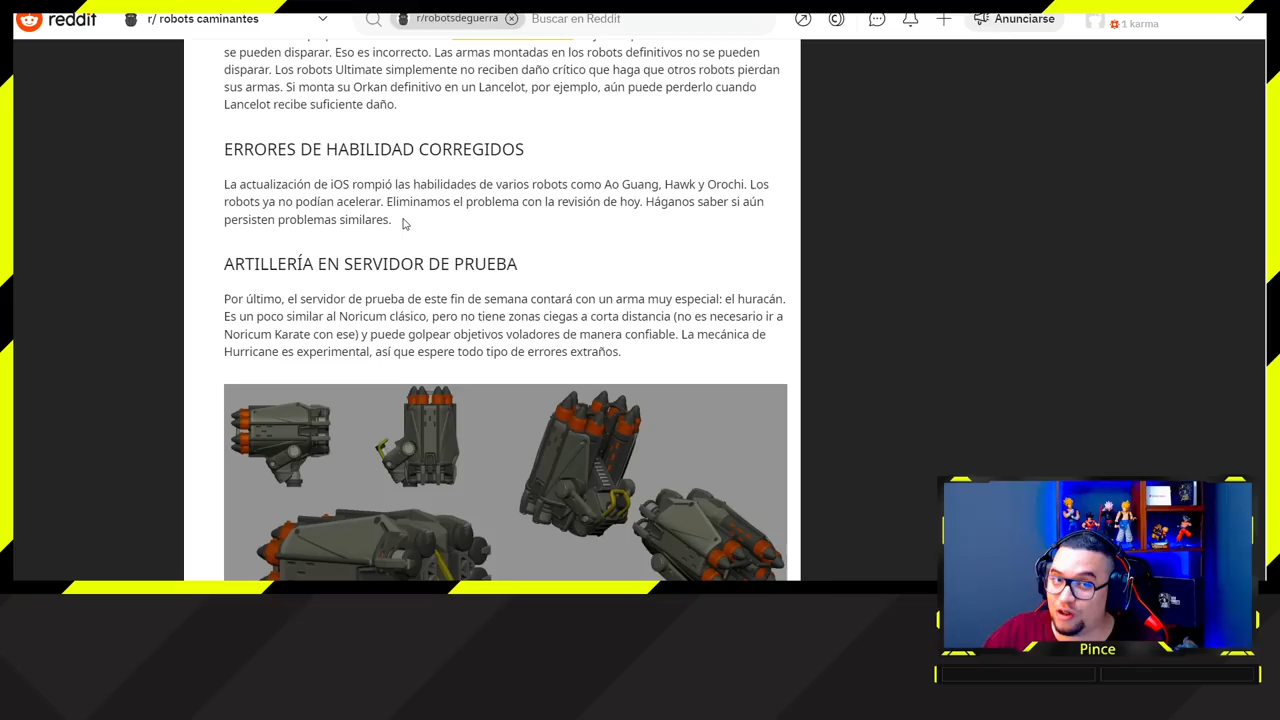 reddit
r/ robots caminantes
r/robotsdeguerra
Buscar en Reddit
Anunciarse
1 karma
se pueden disparar. Eso es incorrecto. Las armas montadas en los robots definitivos no se pueden
disparar. Los robots Ultimate simplemente no reciben daño crítico que haga que otros robots pierdan
sus armas. Si monta su Orkan definitivo en un Lancelot, por ejemplo, aún puede perderlo cuando
Lancelot recibe suficiente daño.
ERRORES DE HABILIDAD CORREGIDOS
La actualización de iOS rompió las habilidades de varios robots como Ao Guang, Hawk y Orochi. Los
robots ya no podían acelerar. Eliminamos el problema con la revisión de hoy. Háganos saber si aún
persisten problemas similares.
ARTILLERÍA EN SERVIDOR DE PRUEBA
Por último, el servidor de prueba de este fin de semana contará con un arma muy especial: el huracán.
Es un poco similar al Noricum clásico, pero no tiene zonas ciegas a corta distancia (no es necesario ir a
Noricum Karate con ese) y puede golpear objetivos voladores de manera confiable. La mecánica de
Hurricane es experimental, así que espere todo tipo de errores extraños.
Pince